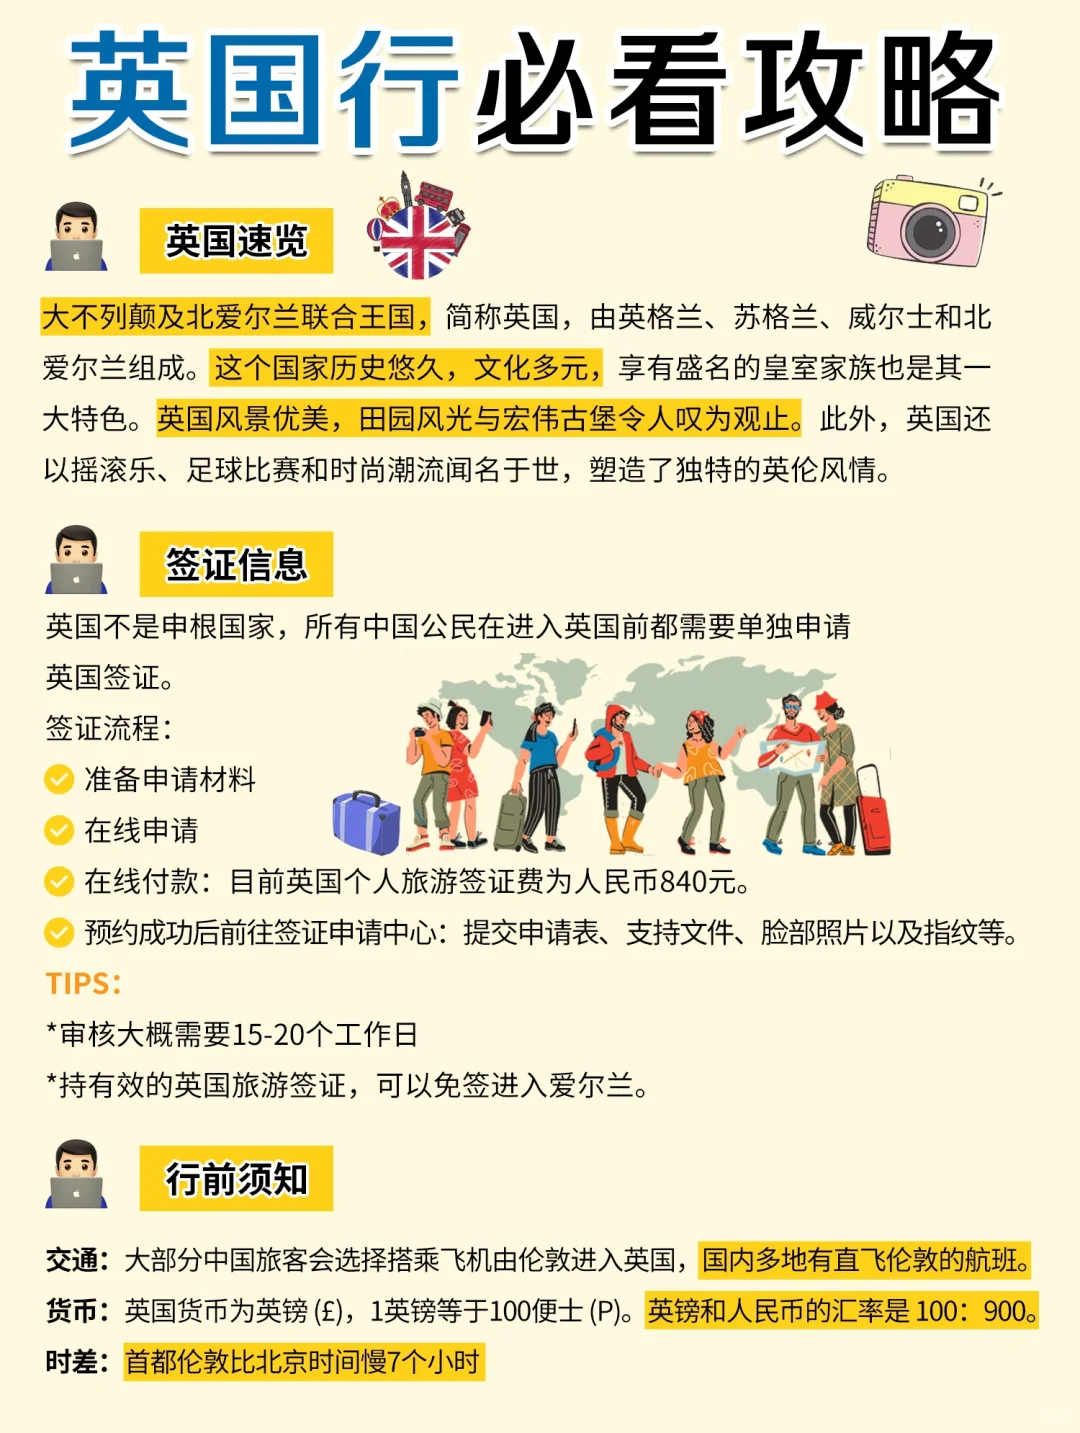 英国行必看攻略
英国速览
大不列颠及北爱尔兰联合王国，简称英国，由英格兰、苏格兰、威尔士和北
爱尔兰组成。这个国家历史悠久，文化多元，享有盛名的皇室家族也是其一
大特色。英国风景优美，田园风光与宏伟古堡令人叹为观止。此外，英国还
以摇滚乐、足球比赛和时尚潮流闻名于世，塑造了独特的英伦风情。
签证信息
英国不是申根国家，所有中国公民在进入英国前都需要单独申请
英国签证。
签证流程：
准备申请材料
在线申请
在线付款：目前英国个人旅游签证费为人民币840元。
预约成功后前往签证申请中心：提交申请表、支持文件、脸部照片以及指纹等。
TIPS：
*审核大概需要15-20个工作日
*持有效的英国旅游签证，可以免签进入爱尔兰。
行前须知
交通：大部分中国旅客会选择搭乘飞机由伦敦进入英国，国内多地有直飞伦敦的航班。
货币：英国货币为英镑 (£)，1英镑等于100便士 (P)。英镑和人民币的汇率是 100：900。
时差：首都伦敦比北京时间慢7个小时